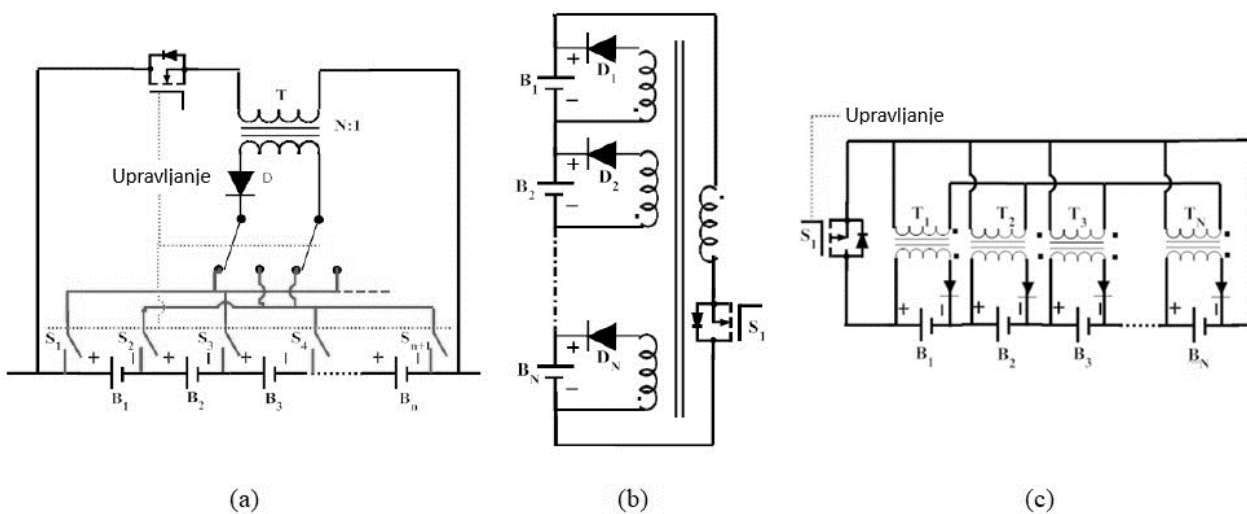 T
N:1
Upravljanje
D
S1 S2 S3 S4 Sn+1
+ − + − + − + −
B1 B2 B3 Bn
(a)
+ D1
B1
−
+ D2
B2
−
S1
+ DN
BN
−
(b)
Upravljanje
S1
T1 T2 T3 TN
+ − + − + − + −
B1 B2 B3 BN
(c)